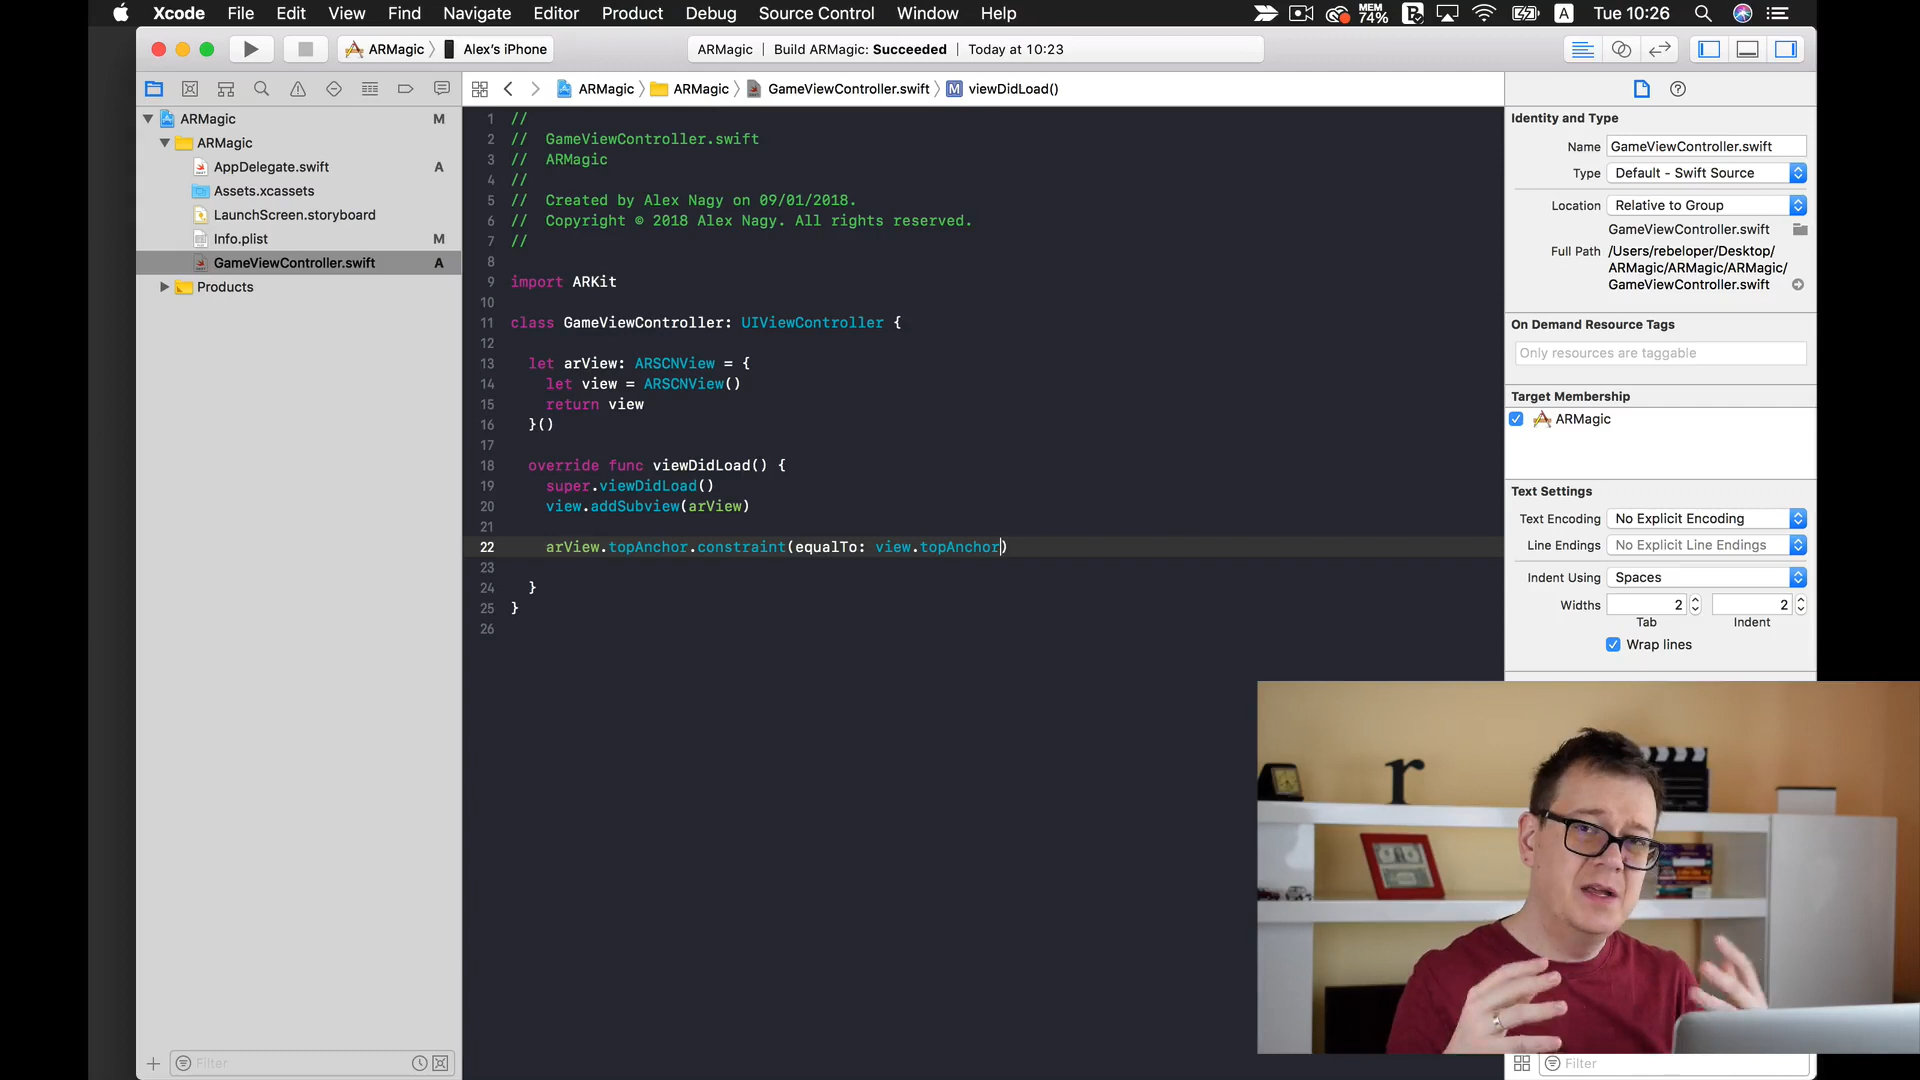 Xcode File Edit View Find Navigate Editor Product Debug Source Control Window Help MEM 74% A Tue 10:26
ARMagic Alex's iPhone ARMagic | Build ARMagic: Succeeded | Today at 10:23
ARMagic ARMagic GameViewController.swift M viewDidLoad()
ARMagic M
ARMagic
AppDelegate.swift A
Assets.xcassets
LaunchScreen.storyboard
Info.plist M
GameViewController.swift A
Products
Filter
1 //
2 // GameViewController.swift
3 // ARMagic
4 //
5 // Created by Alex Nagy on 09/01/2018.
6 // Copyright © 2018 Alex Nagy. All rights reserved.
7 //
8
9 import ARKit
10
11 class GameViewController: UIViewController {
12
13 let arView: ARSCNView = {
14 let view = ARSCNView()
15 return view
16 }()
17
18 override func viewDidLoad() {
19 super.viewDidLoad()
20 view.addSubview(arView)
21
22 arView.topAnchor.constraint(equalTo: view.topAnchor)
23
24 }
25 }
26
Identity and Type
Name GameViewController.swift
Type Default - Swift Source
Location Relative to Group
GameViewController.swift
Full Path /Users/rebeloper/Desktop/
ARMagic/ARMagic/ARMagic/
GameViewController.swift
On Demand Resource Tags
Only resources are taggable
Target Membership
ARMagic
Text Settings
Text Encoding No Explicit Encoding
Line Endings No Explicit Line Endings
Indent Using Spaces
Widths 2 2
Tab Indent
Wrap lines
r
Filter